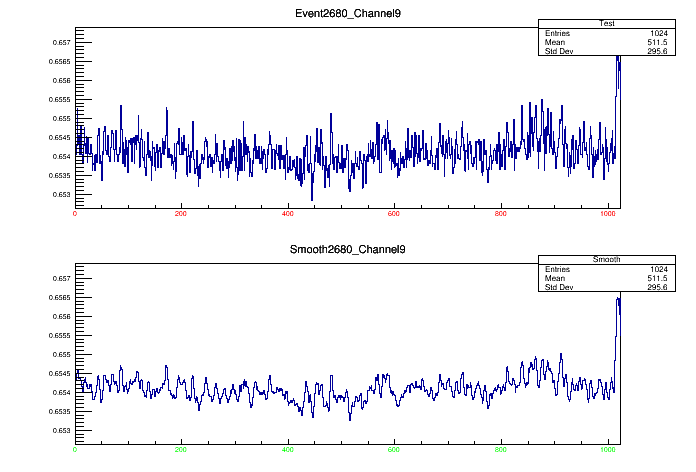 Event2680_Channel9
Test
Entries 1024
Mean 511.5
Std Dev 295.6
0.657
0.6565
0.656
0.6555
0.655
0.6545
0.654
0.6535
0.653
0 200 400 600 800 1000
Smooth2680_Channel9
Smooth
Entries 1024
Mean 511.5
Std Dev 295.6
0.657
0.6565
0.656
0.6555
0.655
0.6545
0.654
0.6535
0.653
0 200 400 600 800 1000